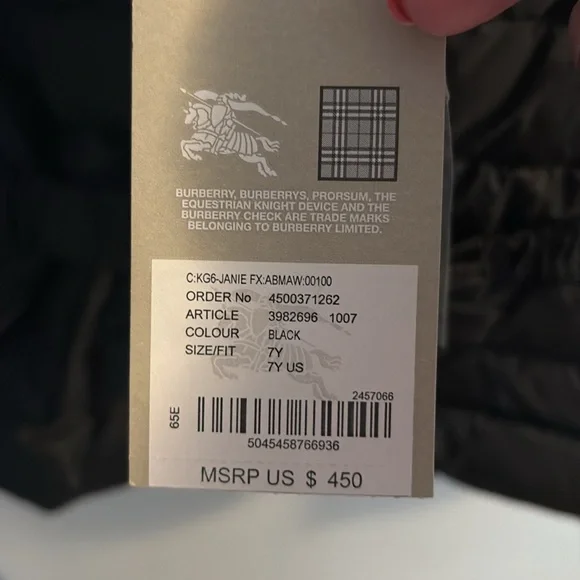 BURBERRY, BURBERRYS, PRORSUM, THE
EQUESTRIAN KNIGHT DEVICE AND THE
BURBERRY CHECK ARE TRADE MARKS
BELONGING TO BURBERRY LIMITED.
C:KG6-JANIE FX:ABMAW:00100
ORDER No 4500371262
ARTICLE 3982696 1007
COLOUR BLACK
SIZE/FIT 7Y
7Y US
2457066
65E
5045458766936
MSRP US $ 450